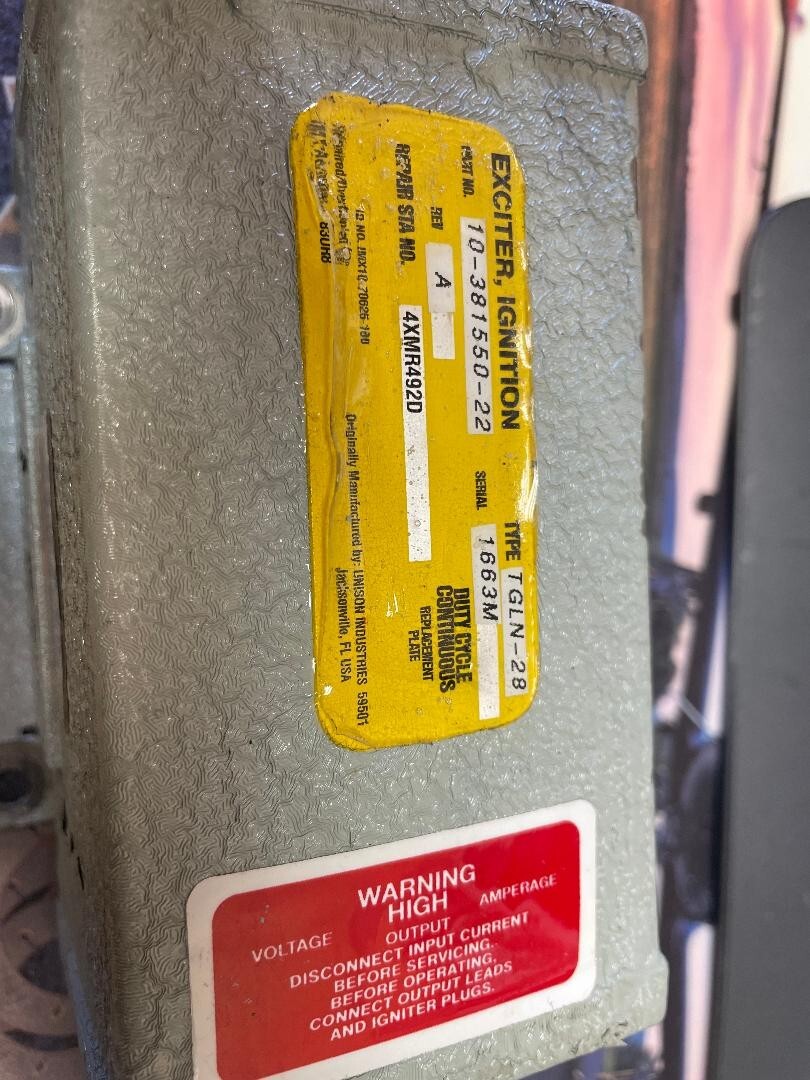 EXCITER, IGNITION TYPE TGLN-28
PART NO. 10-381550-22 SERIAL 1663M
REV A
DUTY CYCLE
CONTINUOUS
REPAIR STA NO. 4XMR492D
REPLACEMENT
PLATE
Originally Manufactured by: UNISON INDUSTRIES 59501
Jacksonville, FL USA
WARNING
HIGH
VOLTAGE OUTPUT AMPERAGE
DISCONNECT INPUT CURRENT
BEFORE SERVICING.
BEFORE OPERATING,
CONNECT OUTPUT LEADS
AND IGNITER PLUGS.